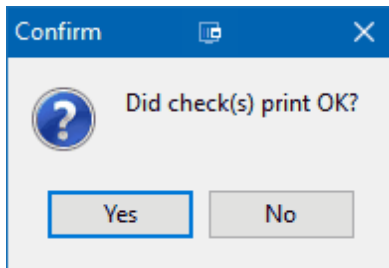 Confirm
Did check(s) print OK?
Yes
No